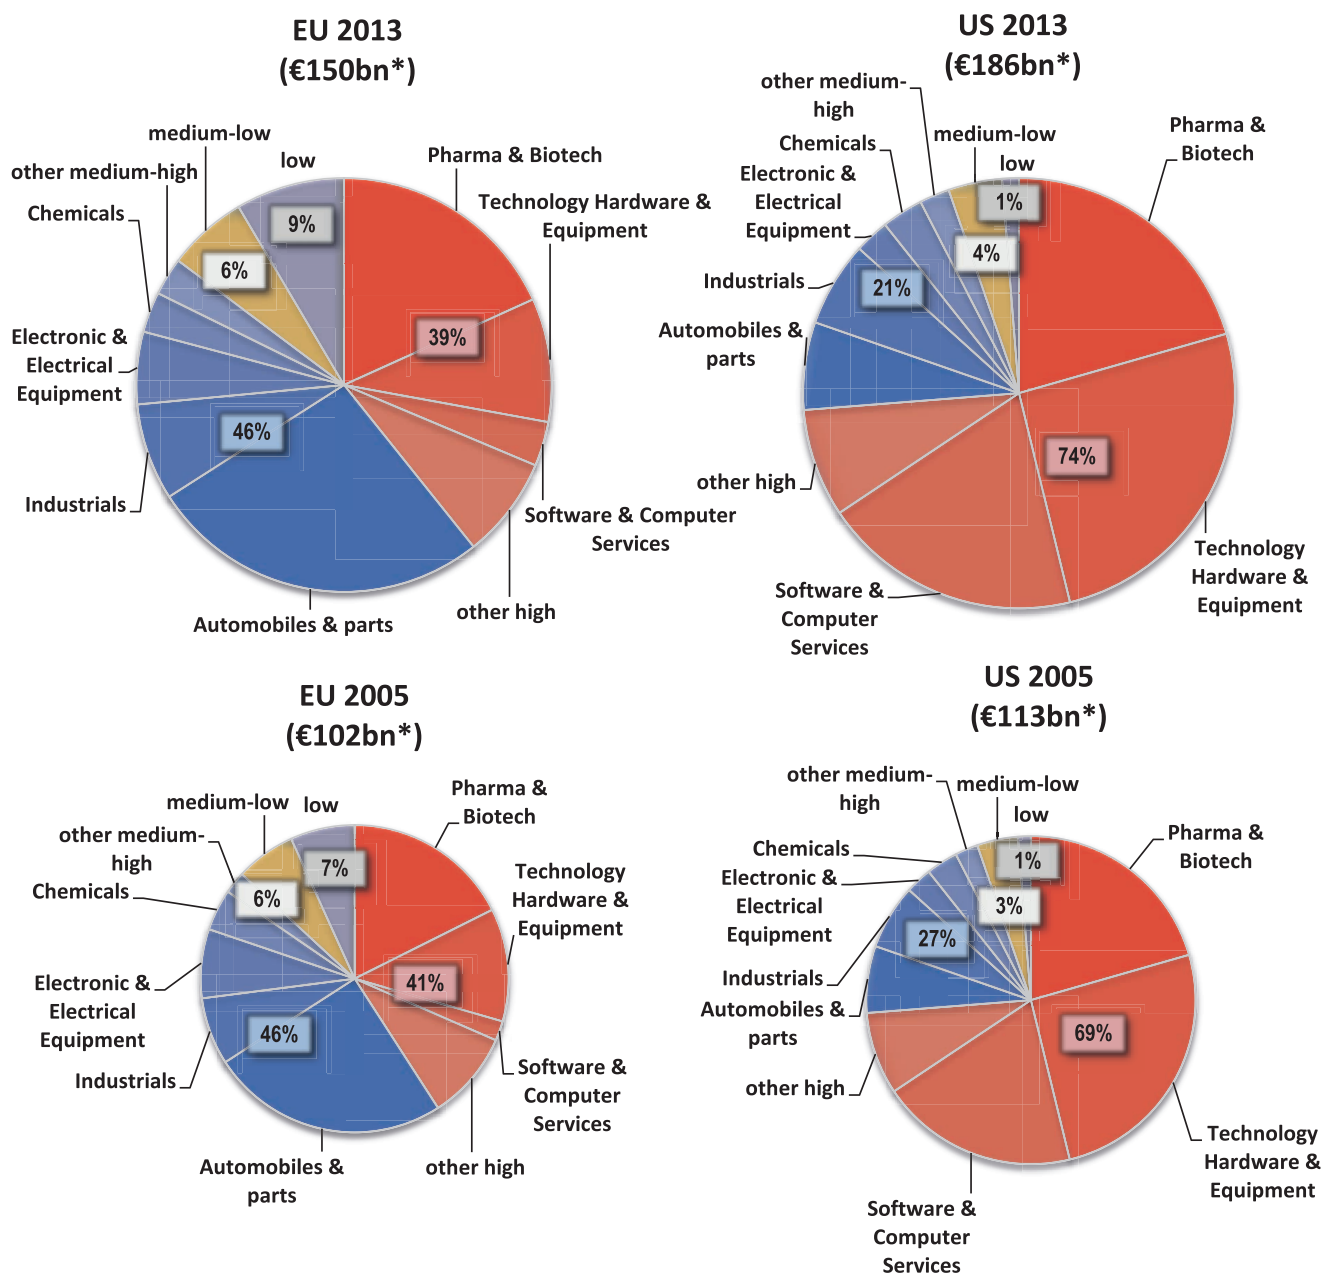 EU 2013
(€150bn*)
medium-low
low
other medium-high
Chemicals
Electronic &
Electrical
Equipment
Industrials
Automobiles & parts
Pharma & Biotech
Technology Hardware &
Equipment
Software & Computer
Services
other high
9%
6%
39%
46%
US 2013
(€186bn*)
other medium-
high
Chemicals
Electronic &
Electrical
Equipment
Industrials
Automobiles &
parts
other high
Software &
Computer
Services
medium-low
low
Pharma &
Biotech
Technology
Hardware &
Equipment
1%
4%
21%
74%
EU 2005
(€102bn*)
medium-low
low
other medium-
high
Chemicals
Electronic &
Electrical
Equipment
Industrials
Automobiles &
parts
Pharma &
Biotech
Technology
Hardware &
Equipment
Software &
Computer
Services
other high
7%
6%
41%
46%
US 2005
(€113bn*)
other medium-
high
medium-low
low
Chemicals
Electronic &
Electrical
Equipment
Industrials
Automobiles &
parts
other high
Software &
Computer
Services
Pharma &
Biotech
Technology
Hardware &
Equipment
1%
3%
27%
69%